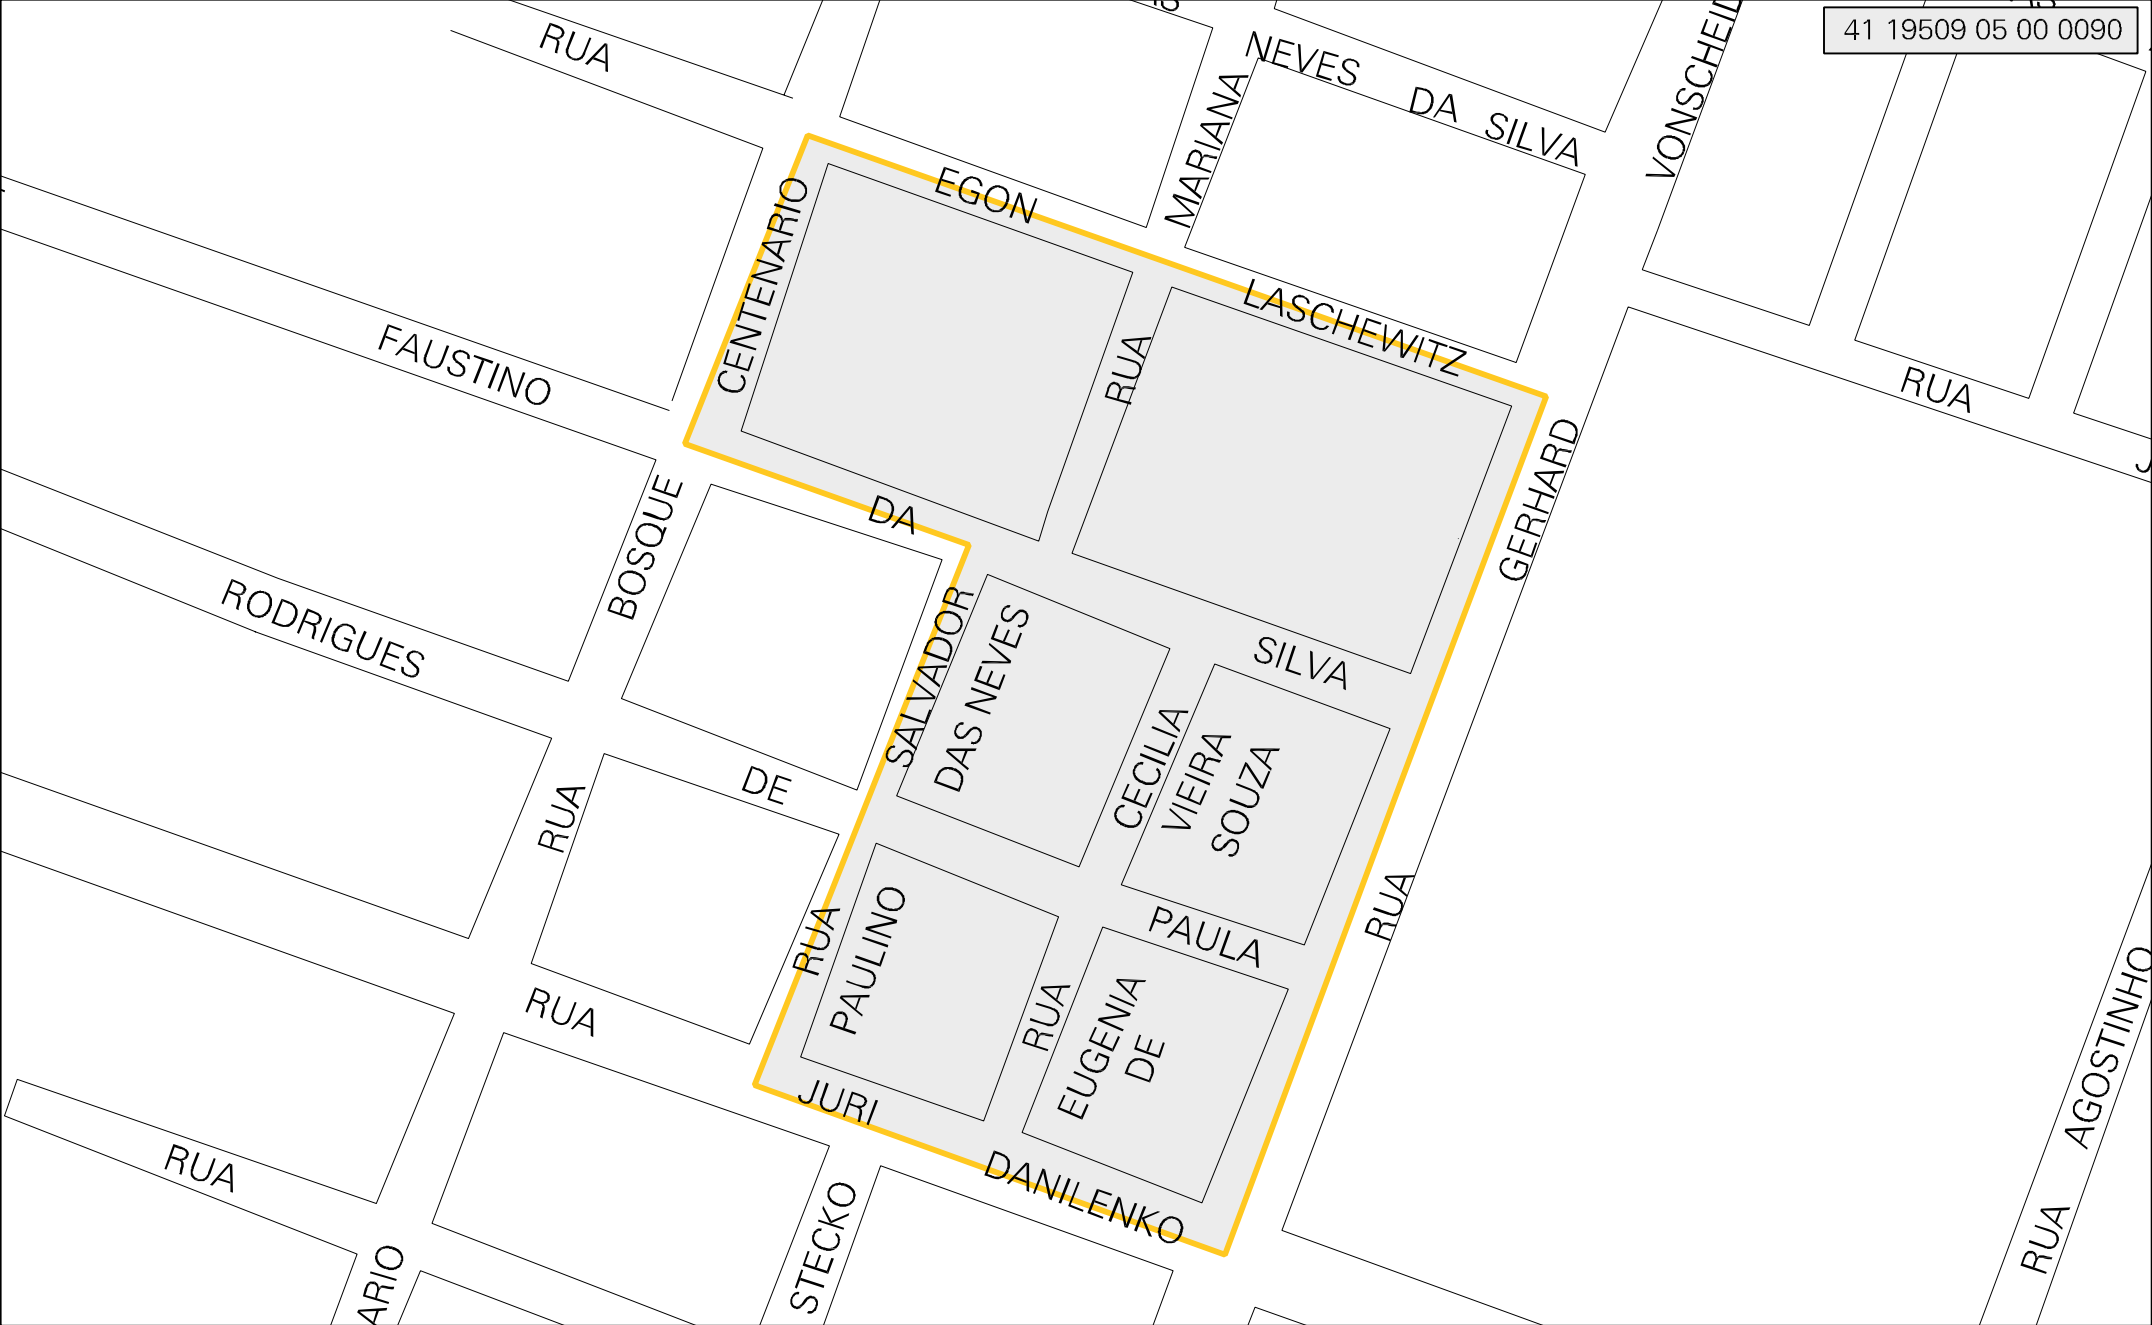 41 19509 05 00 0090
RUA
NEVES DA SILVA
MARIANA
VONSCHEID
EGON LASCHEWITZ
CENTENARIO
FAUSTINO
RUA
RUA
GERHARD
BOSQUE
DA SILVA
SALVADOR
DAS NEVES
RODRIGUES
CECILIA
VIEIRA
SOUZA
DE PAULA
RUA
RUA
RUA
PAULINO
RUA
EUGENIA
DE
RUA
JURI DANILENKO
AGOSTINHO
RUA
RUA
STECKO
ARIO